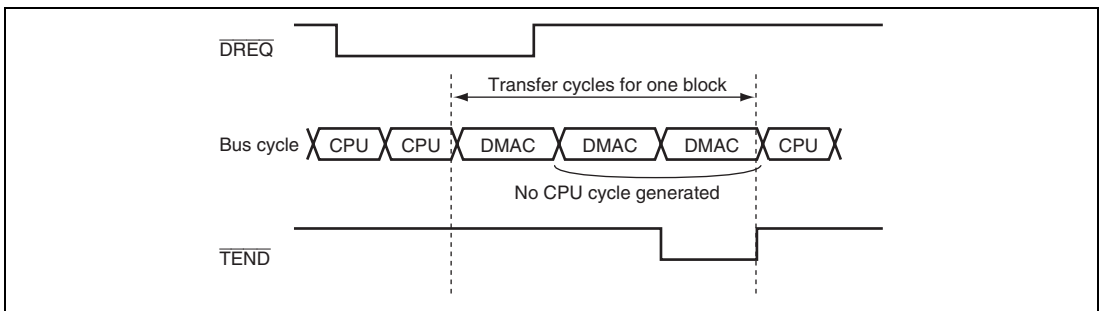 DREQ
Transfer cycles for one block
Bus cycle CPU CPU DMAC DMAC DMAC CPU
No CPU cycle generated
TEND